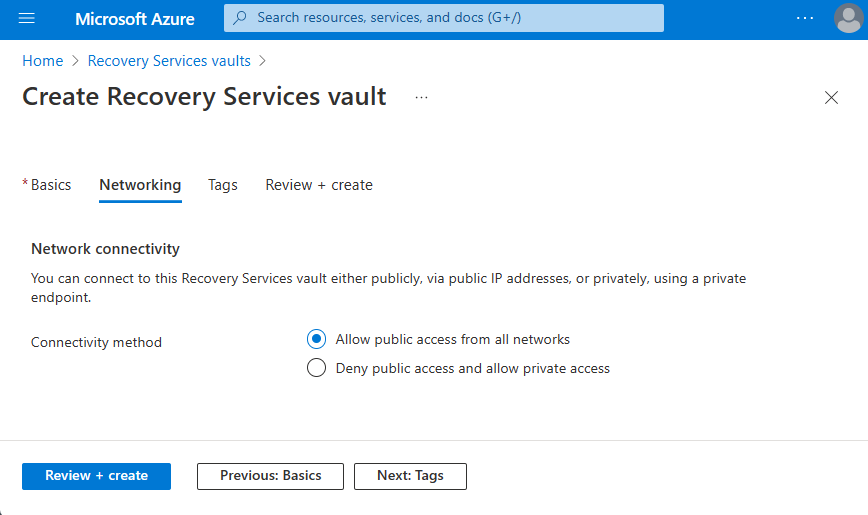 Microsoft Azure
Search resources, services, and docs (G+/)
...
Home > Recovery Services vaults >
Create Recovery Services vault ...
* Basics Networking Tags Review + create
Network connectivity
You can connect to this Recovery Services vault either publicly, via public IP addresses, or privately, using a private
endpoint.
Connectivity method
Allow public access from all networks
Deny public access and allow private access
Review + create Previous: Basics Next: Tags